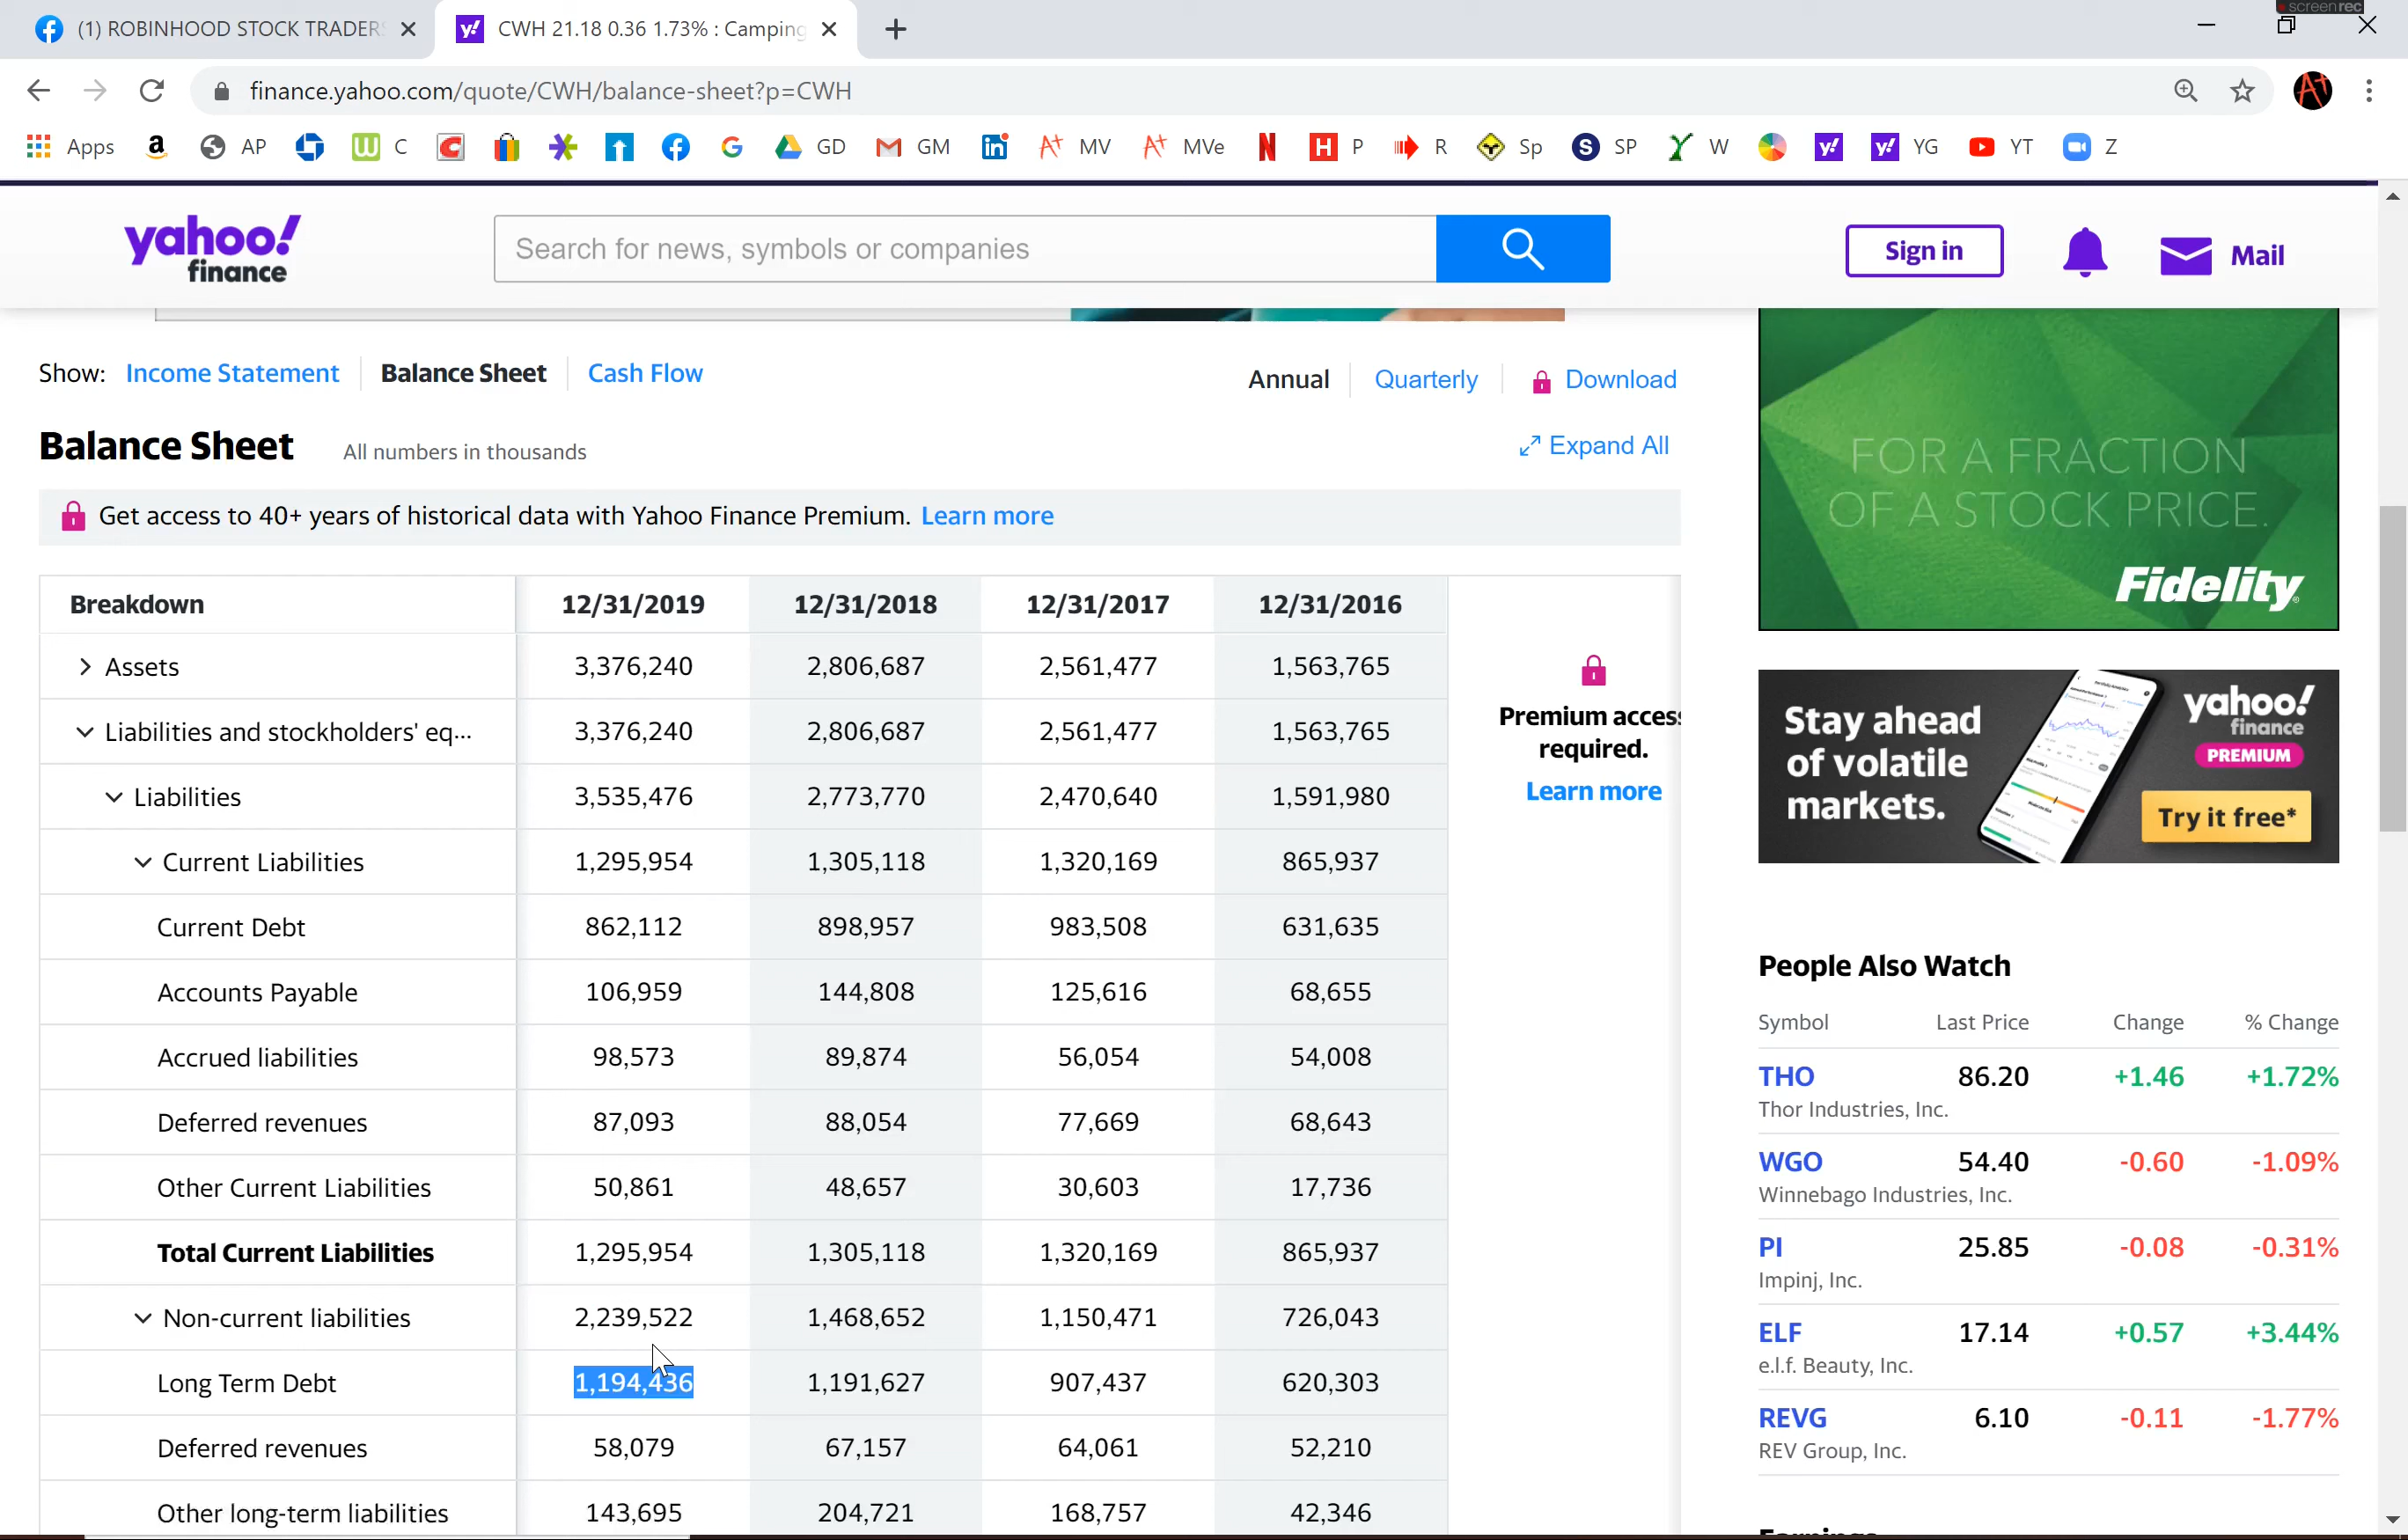 screenrec
(1) ROBINHOOD STOCK TRADERS
CWH 21.18 0.36 1.73% : Camping
finance.yahoo.com/quote/CWH/balance-sheet?p=CWH
Apps a AP C GD GM MV MVe P R Sp SP W YG YT Z
yahoo! finance
Search for news, symbols or companies
Sign in
Mail
Show: Income Statement Balance Sheet Cash Flow
Annual Quarterly Download
Balance Sheet All numbers in thousands
Expand All
Get access to 40+ years of historical data with Yahoo Finance Premium. Learn more
Breakdown 12/31/2019 12/31/2018 12/31/2017 12/31/2016
Assets 3,376,240 2,806,687 2,561,477 1,563,765
Liabilities and stockholders' eq... 3,376,240 2,806,687 2,561,477 1,563,765
Liabilities 3,535,476 2,773,770 2,470,640 1,591,980
Current Liabilities 1,295,954 1,305,118 1,320,169 865,937
Current Debt 862,112 898,957 983,508 631,635
Accounts Payable 106,959 144,808 125,616 68,655
Accrued liabilities 98,573 89,874 56,054 54,008
Deferred revenues 87,093 88,054 77,669 68,643
Other Current Liabilities 50,861 48,657 30,603 17,736
Total Current Liabilities 1,295,954 1,305,118 1,320,169 865,937
Non-current liabilities 2,239,522 1,468,652 1,150,471 726,043
Long Term Debt 1,194,436 1,191,627 907,437 620,303
Deferred revenues 58,079 67,157 64,061 52,210
Other long-term liabilities 143,695 204,721 168,757 42,346
Premium access
required.
Learn more
FOR A FRACTION
OF A STOCK PRICE.
Fidelity
Stay ahead
of volatile
markets.
yahoo!
finance
PREMIUM
Try it free*
People Also Watch
Symbol Last Price Change % Change
THO 86.20 +1.46 +1.72%
Thor Industries, Inc.
WGO 54.40 -0.60 -1.09%
Winnebago Industries, Inc.
PI 25.85 -0.08 -0.31%
Impinj, Inc.
ELF 17.14 +0.57 +3.44%
e.l.f. Beauty, Inc.
REVG 6.10 -0.11 -1.77%
REV Group, Inc.